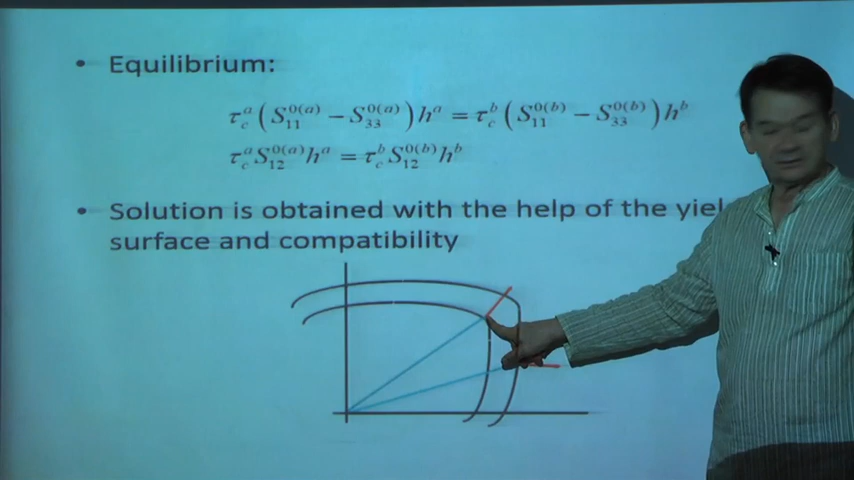 • Equilibrium:
τ_c^a (S_11^0(a) − S_33^0(a)) h^a = τ_c^b (S_11^0(b) − S_33^0(b)) h^b
τ_c^a S_12^0(a) h^a = τ_c^b S_12^0(b) h^b
• Solution is obtained with the help of the
surface and compatibility